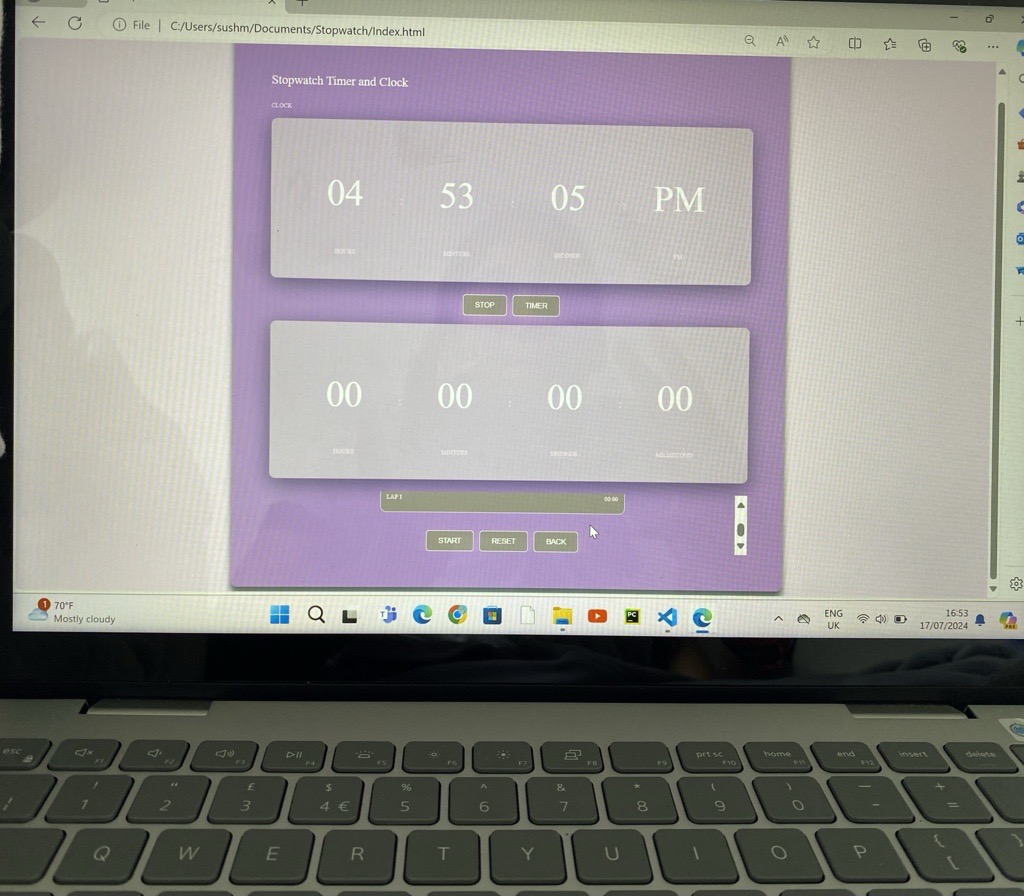 File | C:/Users/sushm/Documents/Stopwatch/Index.html
Stopwatch Timer and Clock
CLOCK
04 53 05 PM
HOURS MINUTES SECONDS PM
STOP TIMER
00 : 00 : 00 : 00
HOURS MINUTES SECONDS
LAP 1 00:00
START RESET BACK
1 70°F
Mostly cloudy
PC
ENG
UK
16:53
17/07/2024
PRE
esc F1 F2 F3 F4 F5 F6 F7 F8 F9 prt sc F10 home F11 end F12 insert delete
! 1 " 2 £ 3 $ 4 € % 5 ^ 6 & 7 * 8 ( 9 ) 0 — - + =
Q W E R T Y U I O P { [ }